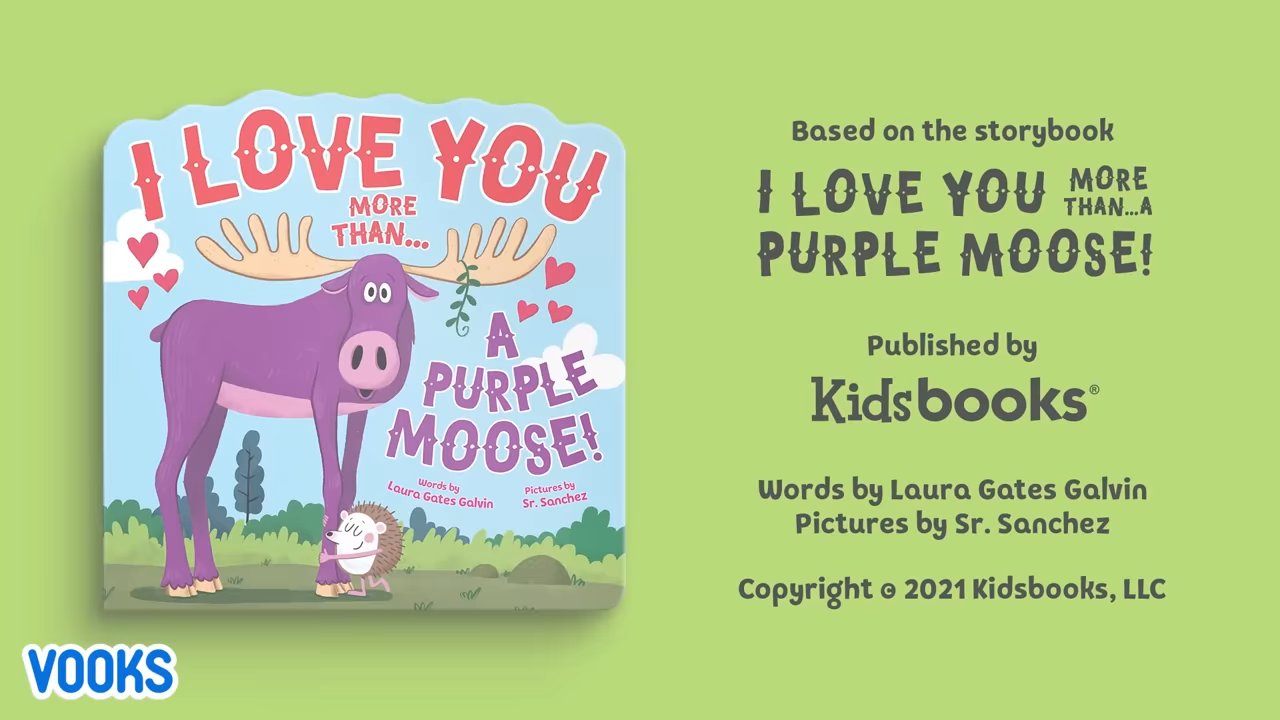 I LOVE YOU
MORE
THAN...
A
PURPLE
MOOSE!
Words by
Laura Gates Galvin
Pictures by
Sr. Sanchez
VOOKS
Based on the storybook
I LOVE YOU MORE
THAN...A
PURPLE MOOSE!
Published by
Kidsbooks®
Words by Laura Gates Galvin
Pictures by Sr. Sanchez
Copyright © 2021 Kidsbooks, LLC